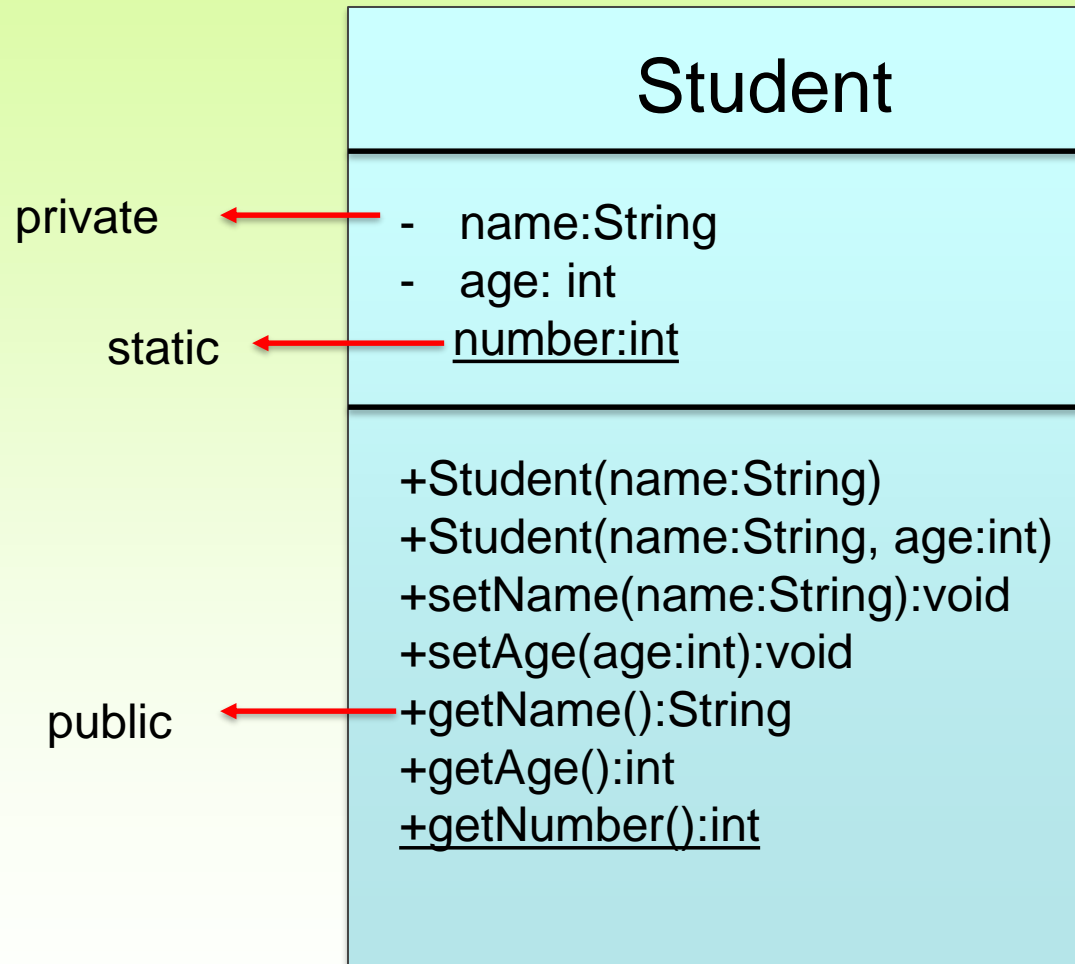 Student
private
- name:String
- age: int
static
number:int
+Student(name:String)
+Student(name:String, age:int)
+setName(name:String):void
+setAge(age:int):void
public
+getName():String
+getAge():int
+getNumber():int